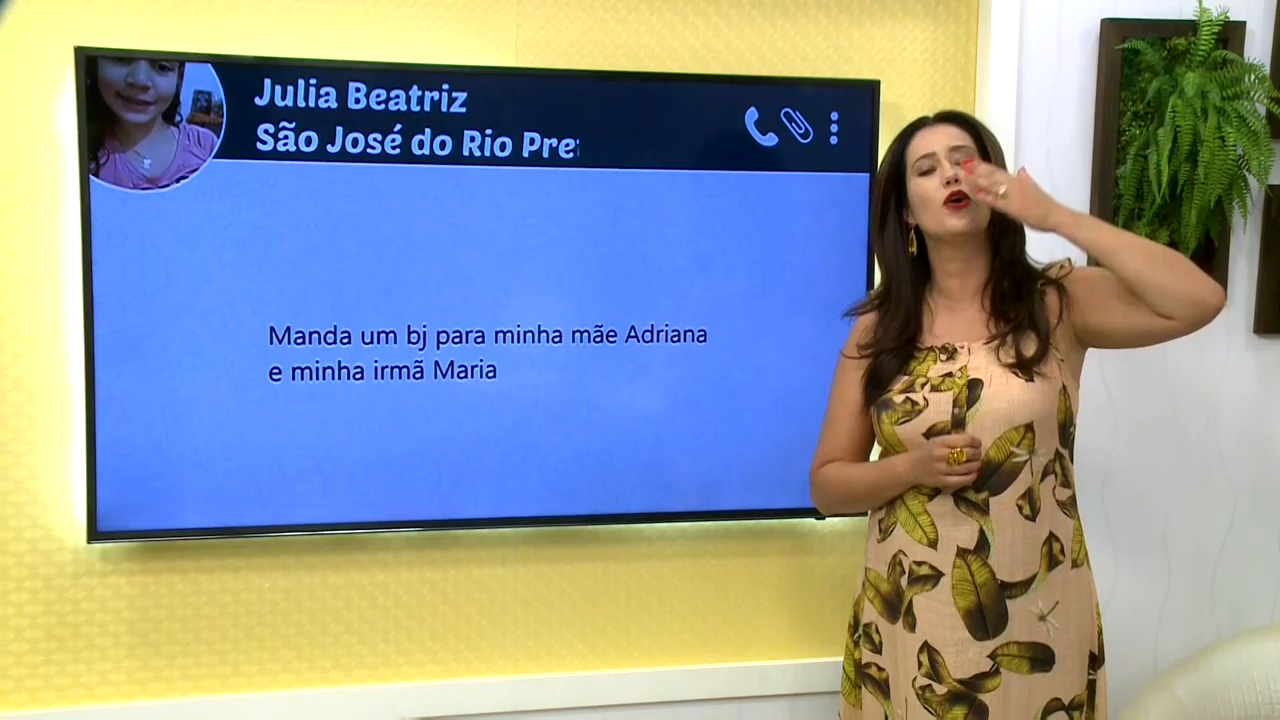 Julia Beatriz
São José do Rio Pre
Manda um bj para minha mãe Adriana
e minha irmã Maria